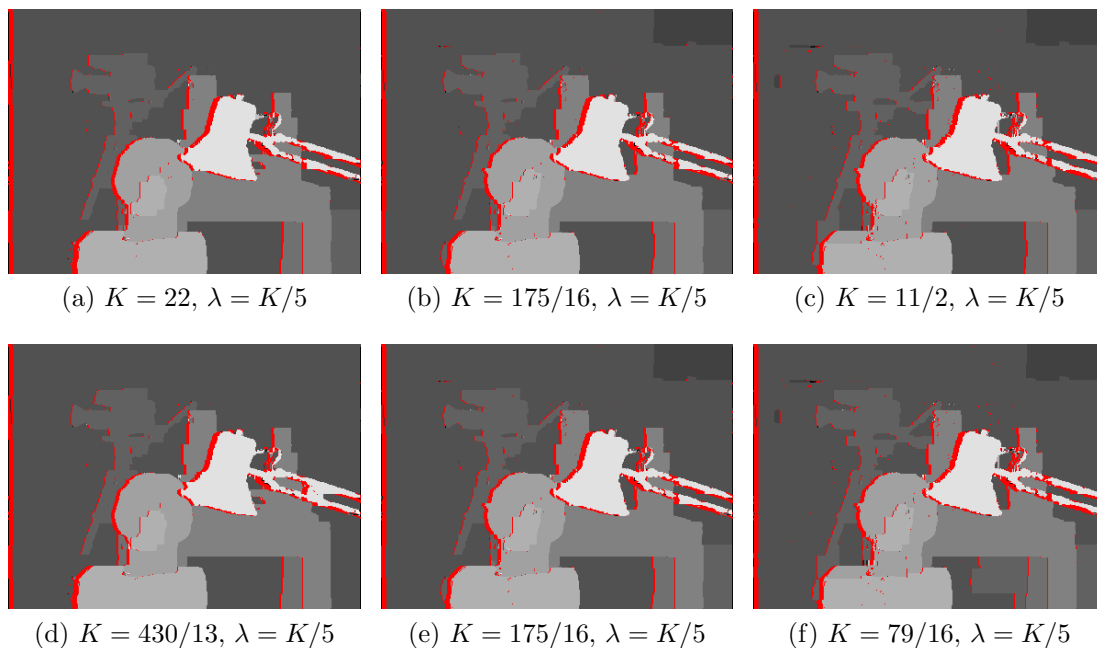 (a) K = 22, λ = K/5
(b) K = 175/16, λ = K/5
(c) K = 11/2, λ = K/5
(d) K = 430/13, λ = K/5
(e) K = 175/16, λ = K/5
(f) K = 79/16, λ = K/5